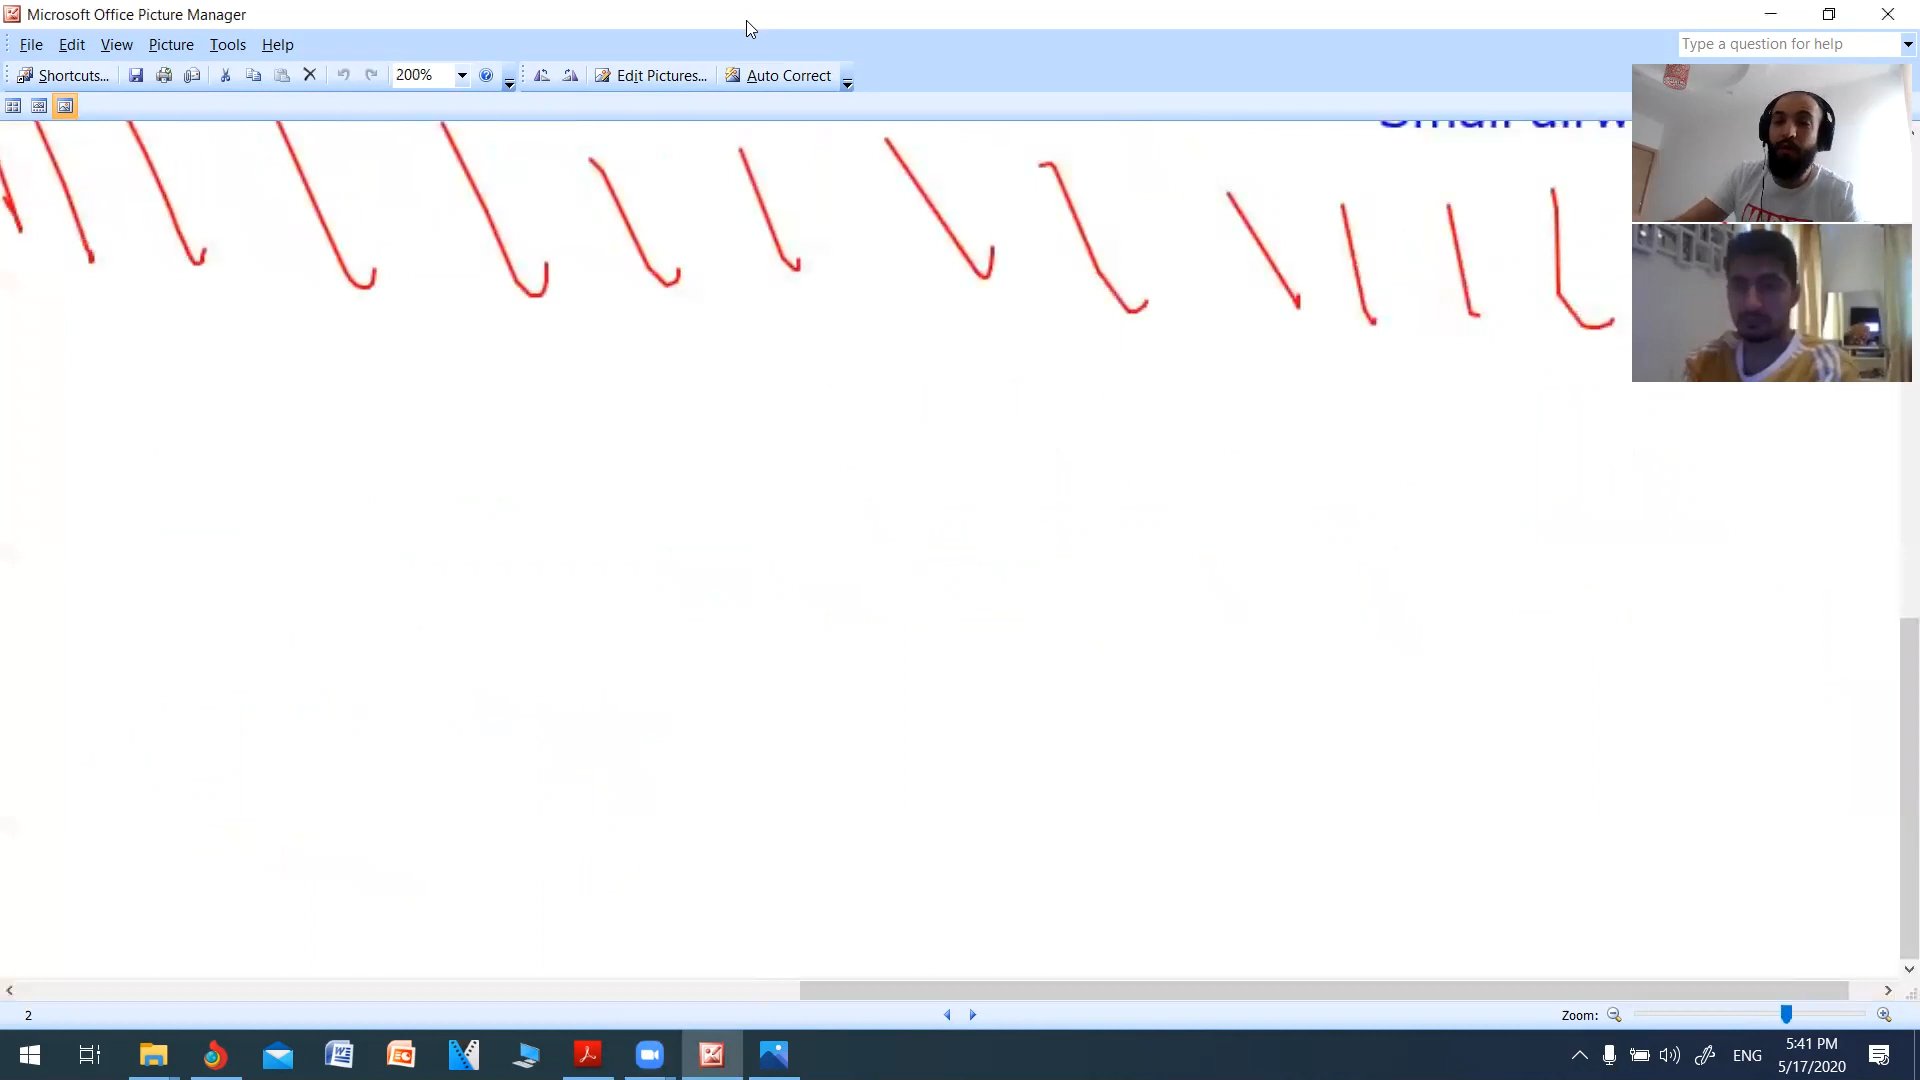 Microsoft Office Picture Manager
File Edit View Picture Tools Help
Type a question for help
Shortcuts... 200% Edit Pictures... Auto Correct
2
Zoom:
ENG
5:41 PM
5/17/2020